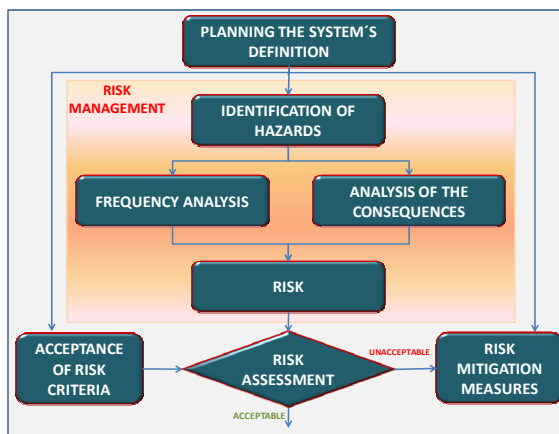 PLANNING THE SYSTEM´S
DEFINITION
RISK
MANAGEMENT
IDENTIFICATION OF
HAZARDS
FREQUENCY ANALYSIS
ANALYSIS OF THE
CONSEQUENCES
RISK
ACCEPTANCE
OF RISK
CRITERIA
RISK
ASSESSMENT
UNACCEPTABLE
RISK
MITIGATION
MEASURES
ACCEPTABLE